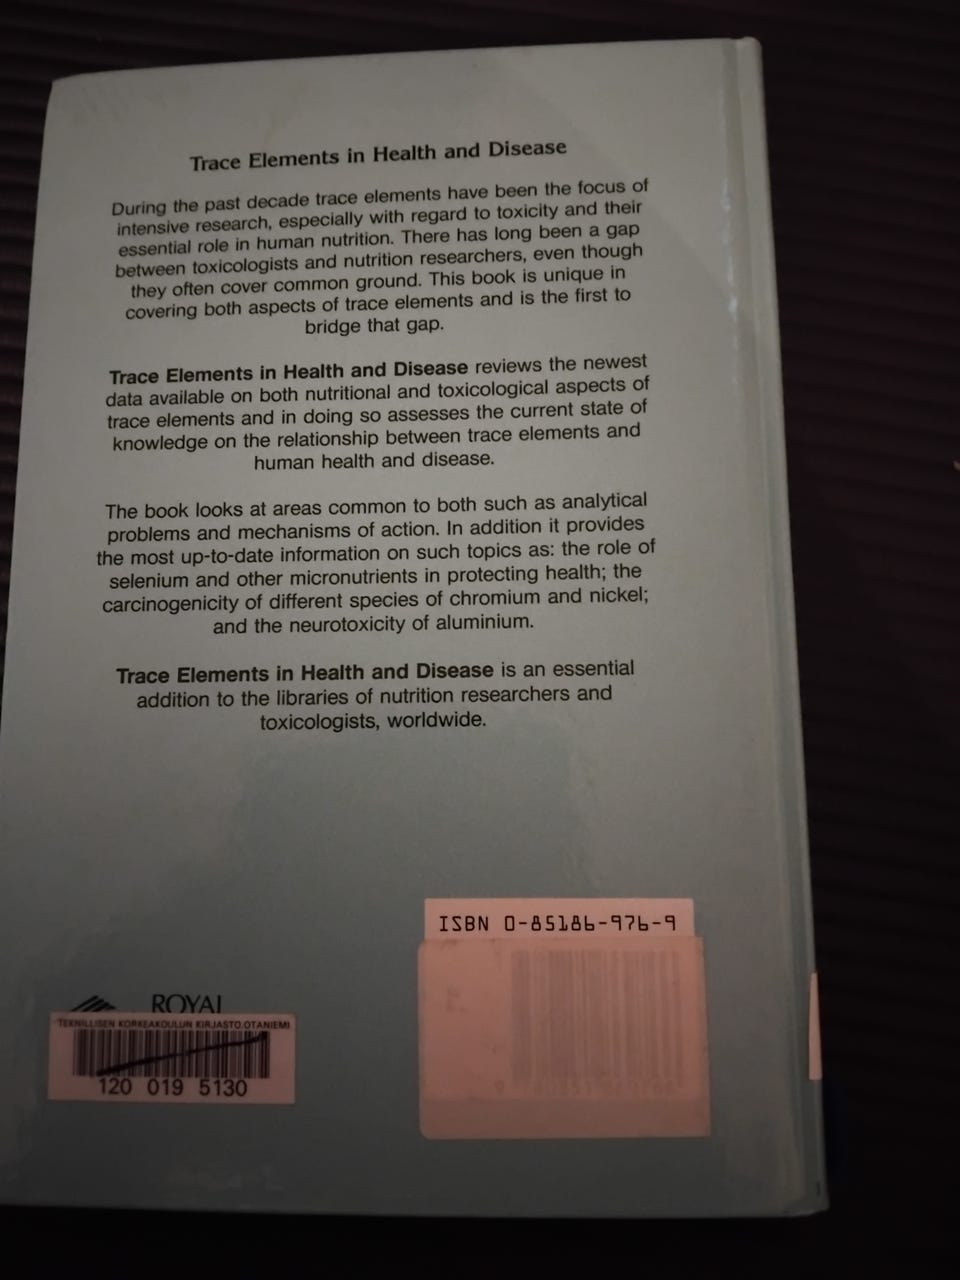 Trace Elements in Health and Disease
During the past decade trace elements have been the focus of
intensive research, especially with regard to toxicity and their
essential role in human nutrition. There has long been a gap
between toxicologists and nutrition researchers, even though
they often cover common ground. This book is unique in
covering both aspects of trace elements and is the first to
bridge that gap.
Trace Elements in Health and Disease reviews the newest
data available on both nutritional and toxicological aspects of
trace elements and in doing so assesses the current state of
knowledge on the relationship between trace elements and
human health and disease.
The book looks at areas common to both such as analytical
problems and mechanisms of action. In addition it provides
the most up-to-date information on such topics as: the role of
selenium and other micronutrients in protecting health; the
carcinogenicity of different species of chromium and nickel;
and the neurotoxicity of aluminium.
Trace Elements in Health and Disease is an essential
addition to the libraries of nutrition researchers and
toxicologists, worldwide.
ISBN 0-85186-976-9
ROYAL
TEKNILLISEN KORKEAKOULUN KIRJASTO.OTANIEMI
120 019 5130